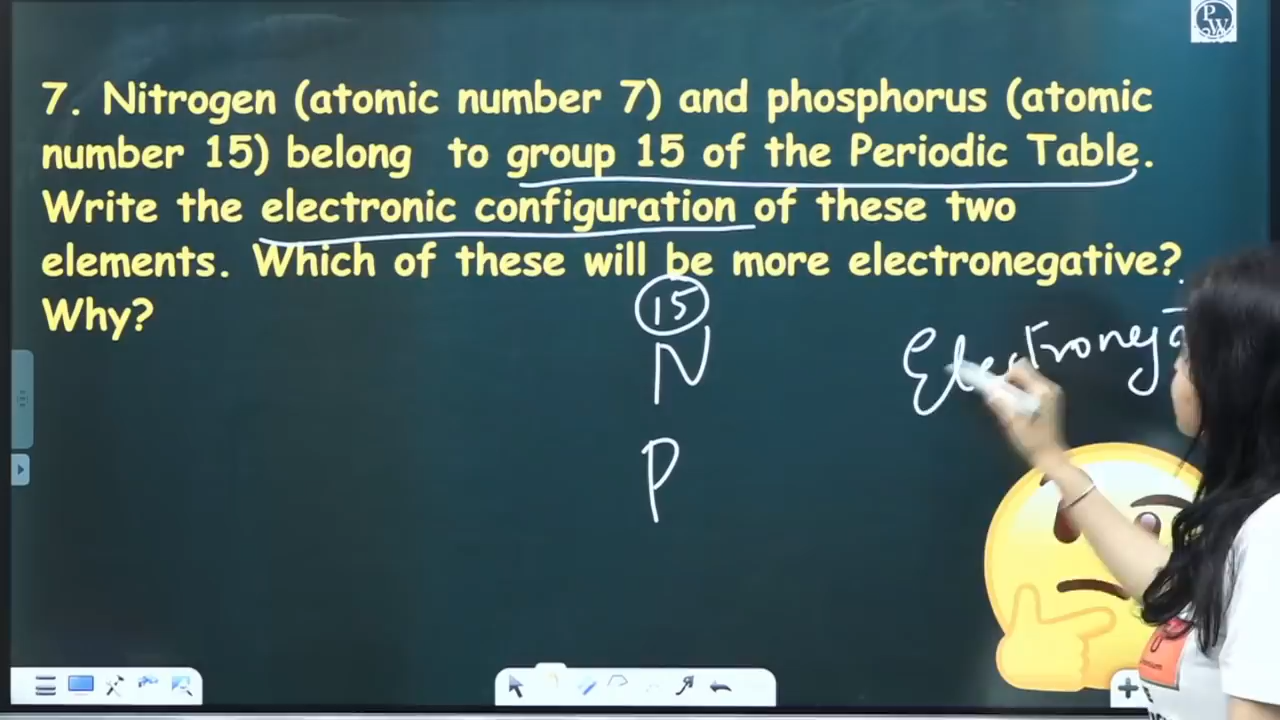 PW
7. Nitrogen (atomic number 7) and phosphorus (atomic
number 15) belong to group 15 of the Periodic Table.
Write the electronic configuration of these two
elements. Which of these will be more electronegative?
Why?
15
N
P